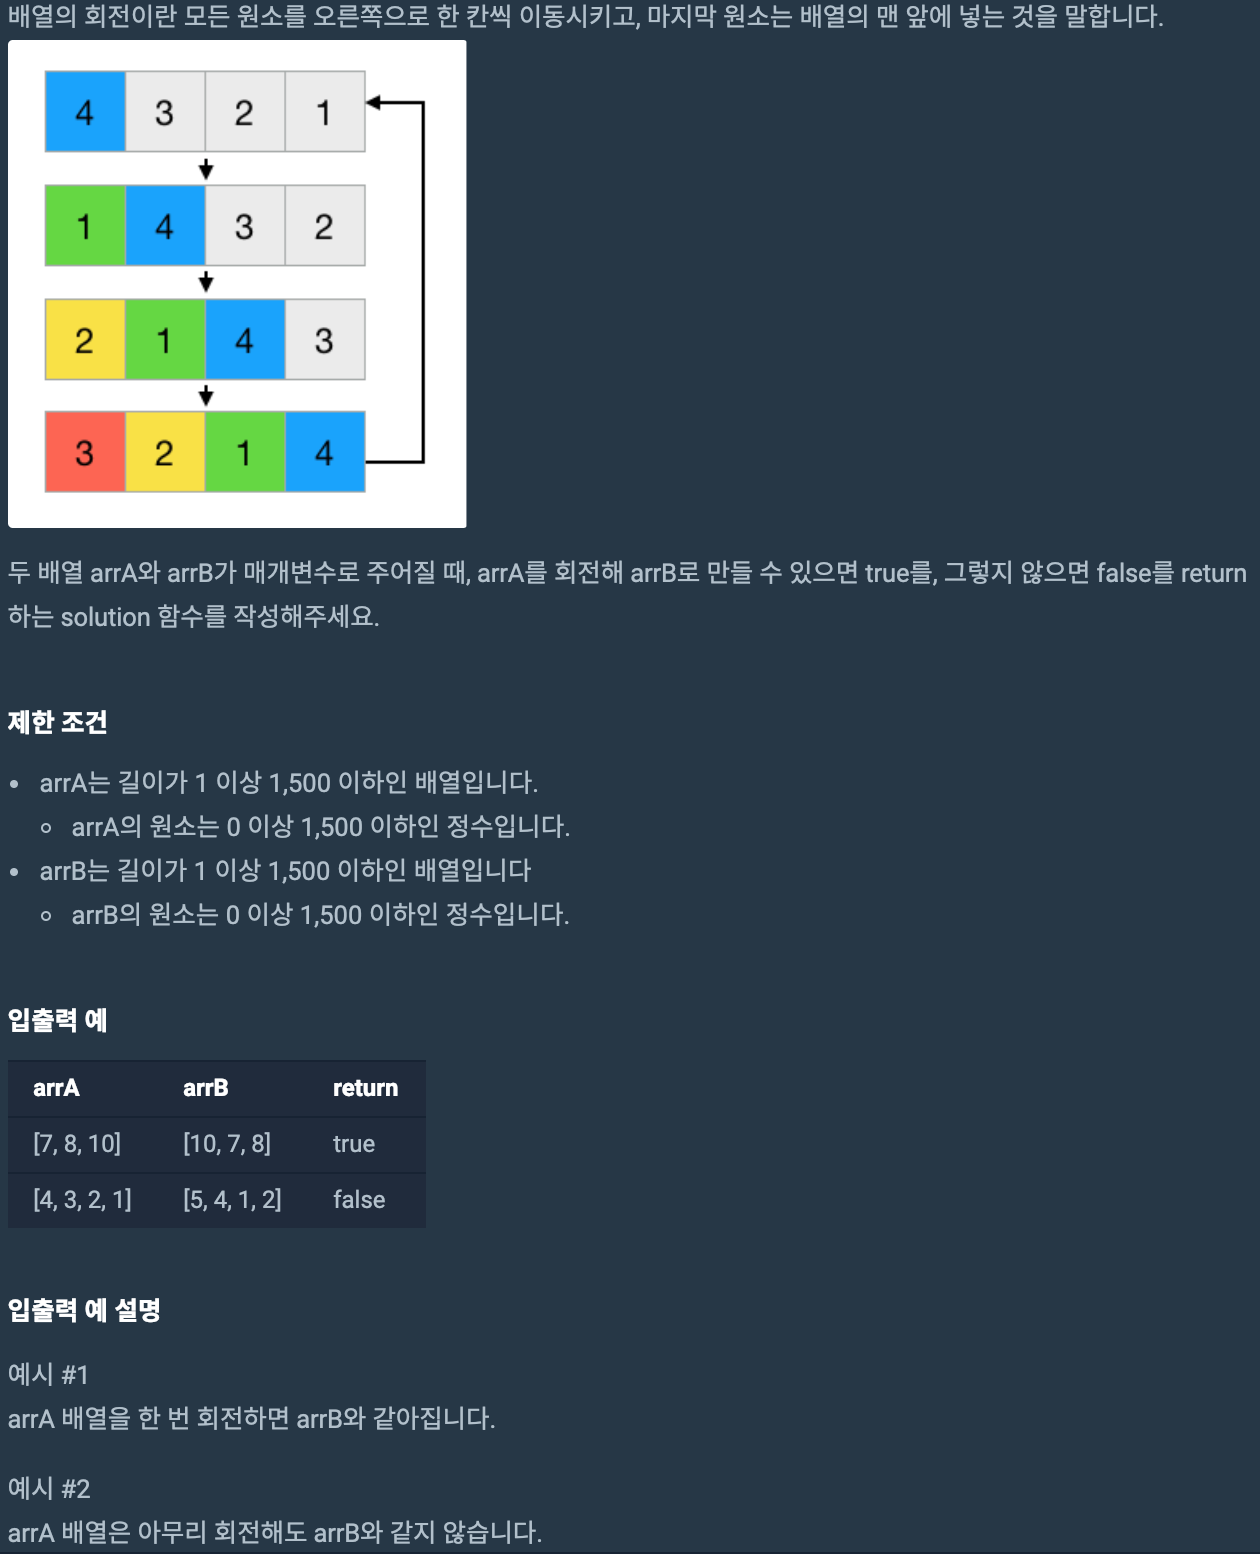 배열의 회전이란 모든 원소를 오른쪽으로 한 칸씩 이동시키고, 마지막 원소는 배열의 맨 앞에 넣는 것을 말합니다.
4 3 2 1
1 4 3 2
2 1 4 3
3 2 1 4
두 배열 arrA와 arrB가 매개변수로 주어질 때, arrA를 회전해 arrB로 만들 수 있으면 true를, 그렇지 않으면 false를 return
하는 solution 함수를 작성해주세요.
제한 조건
• arrA는 길이가 1 이상 1,500 이하인 배열입니다.
◦ arrA의 원소는 0 이상 1,500 이하인 정수입니다.
• arrB는 길이가 1 이상 1,500 이하인 배열입니다
◦ arrB의 원소는 0 이상 1,500 이하인 정수입니다.
입출력 예
arrA arrB return
[7, 8, 10] [10, 7, 8] true
[4, 3, 2, 1] [5, 4, 1, 2] false
입출력 예 설명
예시 #1
arrA 배열을 한 번 회전하면 arrB와 같아집니다.
예시 #2
arrA 배열은 아무리 회전해도 arrB와 같지 않습니다.